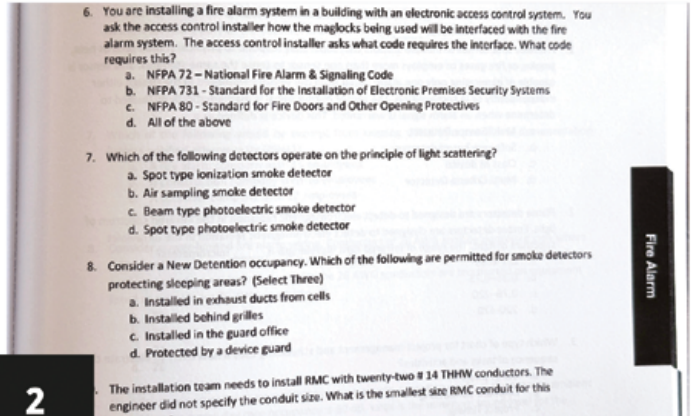 6. You are installing a fire alarm system in a building with an electronic access control system. You
ask the access control installer how the maglocks being used will be interfaced with the fire
alarm system. The access control installer asks what code requires the interface. What code
requires this?
a. NFPA 72 – National Fire Alarm & Signaling Code
b. NFPA 731 - Standard for the Installation of Electronic Premises Security Systems
c. NFPA 80 - Standard for Fire Doors and Other Opening Protectives
d. All of the above
7. Which of the following detectors operate on the principle of light scattering?
a. Spot type ionization smoke detector
b. Air sampling smoke detector
c. Beam type photoelectric smoke detector
d. Spot type photoelectric smoke detector
8. Consider a New Detention occupancy. Which of the following are permitted for smoke detectors
protecting sleeping areas? (Select Three)
a. Installed in exhaust ducts from cells
b. Installed behind grilles
c. Installed in the guard office
d. Protected by a device guard
. The installation team needs to install RMC with twenty-two # 14 THHW conductors. The
engineer did not specify the conduit size. What is the smallest size RMC conduit for this
Fire Alarm
2